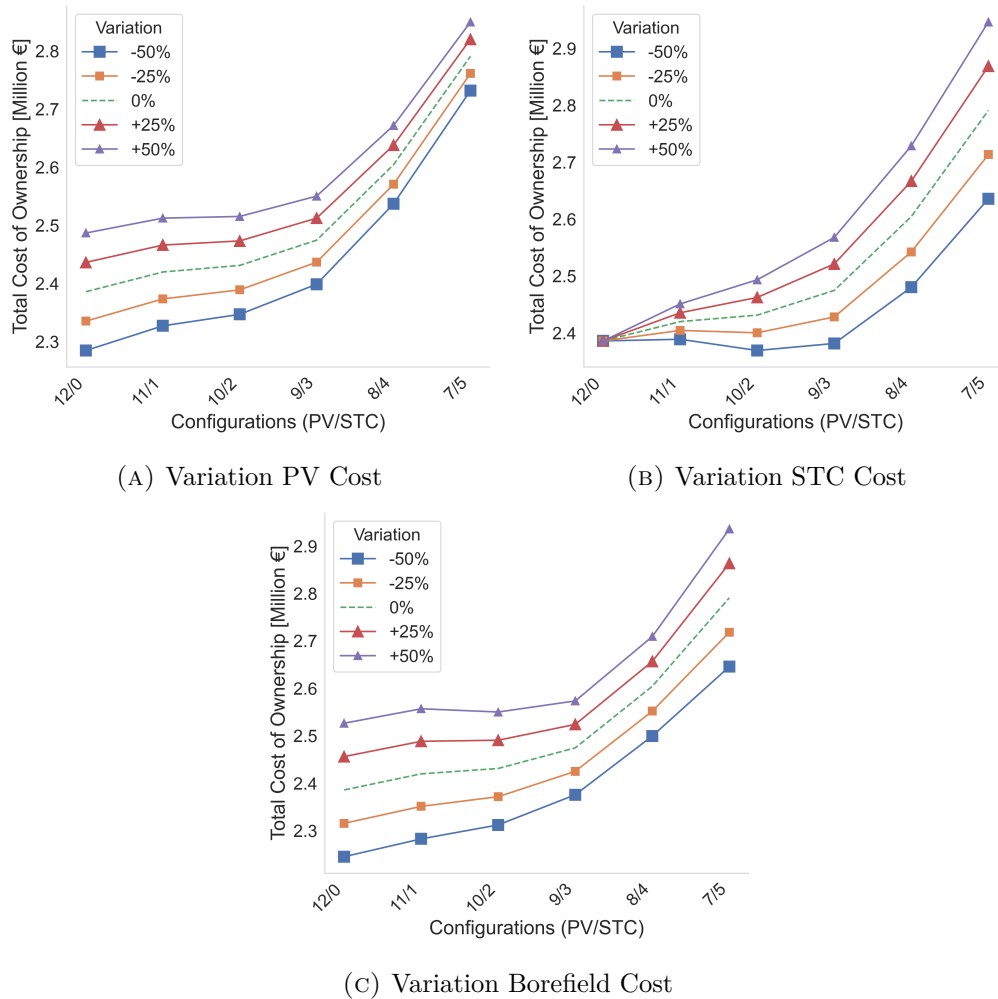 Variation
-50%
-25%
0%
+25%
+50%
Total Cost of Ownership [Million €]
2.8
2.7
2.6
2.5
2.4
2.3
12/0 11/1 10/2 9/3 8/4 7/5
Configurations (PV/STC)
(A) Variation PV Cost
Variation
-50%
-25%
0%
+25%
+50%
Total Cost of Ownership [Million €]
2.9
2.8
2.7
2.6
2.5
2.4
12/0 11/1 10/2 9/3 8/4 7/5
Configurations (PV/STC)
(B) Variation STC Cost
Variation
-50%
-25%
0%
+25%
+50%
Total Cost of Ownership [Million €]
2.9
2.8
2.7
2.6
2.5
2.4
2.3
12/0 11/1 10/2 9/3 8/4 7/5
Configurations (PV/STC)
(C) Variation Borefield Cost